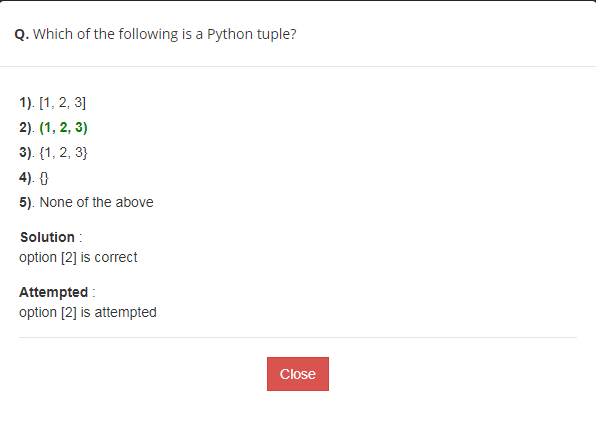 Q. Which of the following is a Python tuple?
1). [1, 2, 3]
2). (1, 2, 3)
3). {1, 2, 3}
4). {}
5). None of the above
Solution :
option [2] is correct
Attempted :
option [2] is attempted
Close